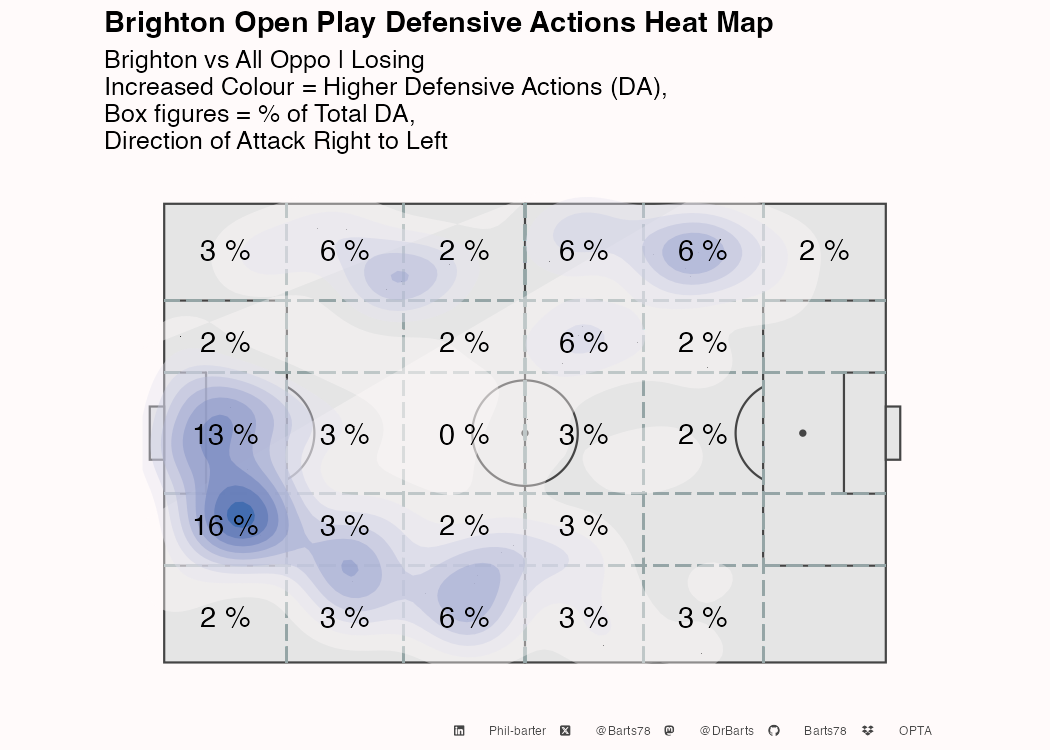 Brighton Open Play Defensive Actions Heat Map
Brighton vs All Oppo | Losing
Increased Colour = Higher Defensive Actions (DA),
Box figures = % of Total DA,
Direction of Attack Right to Left
3 % 6 % 2 % 6 % 6 % 2 %
2 % 2 % 6 % 2 %
13 % 3 % 0 % 3 % 2 %
16 % 3 % 2 % 3 %
2 % 3 % 6 % 3 % 3 %
Phil-barter @Barts78 @DrBarts Barts78 OPTA